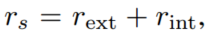 r_s = r_ext + r_int,